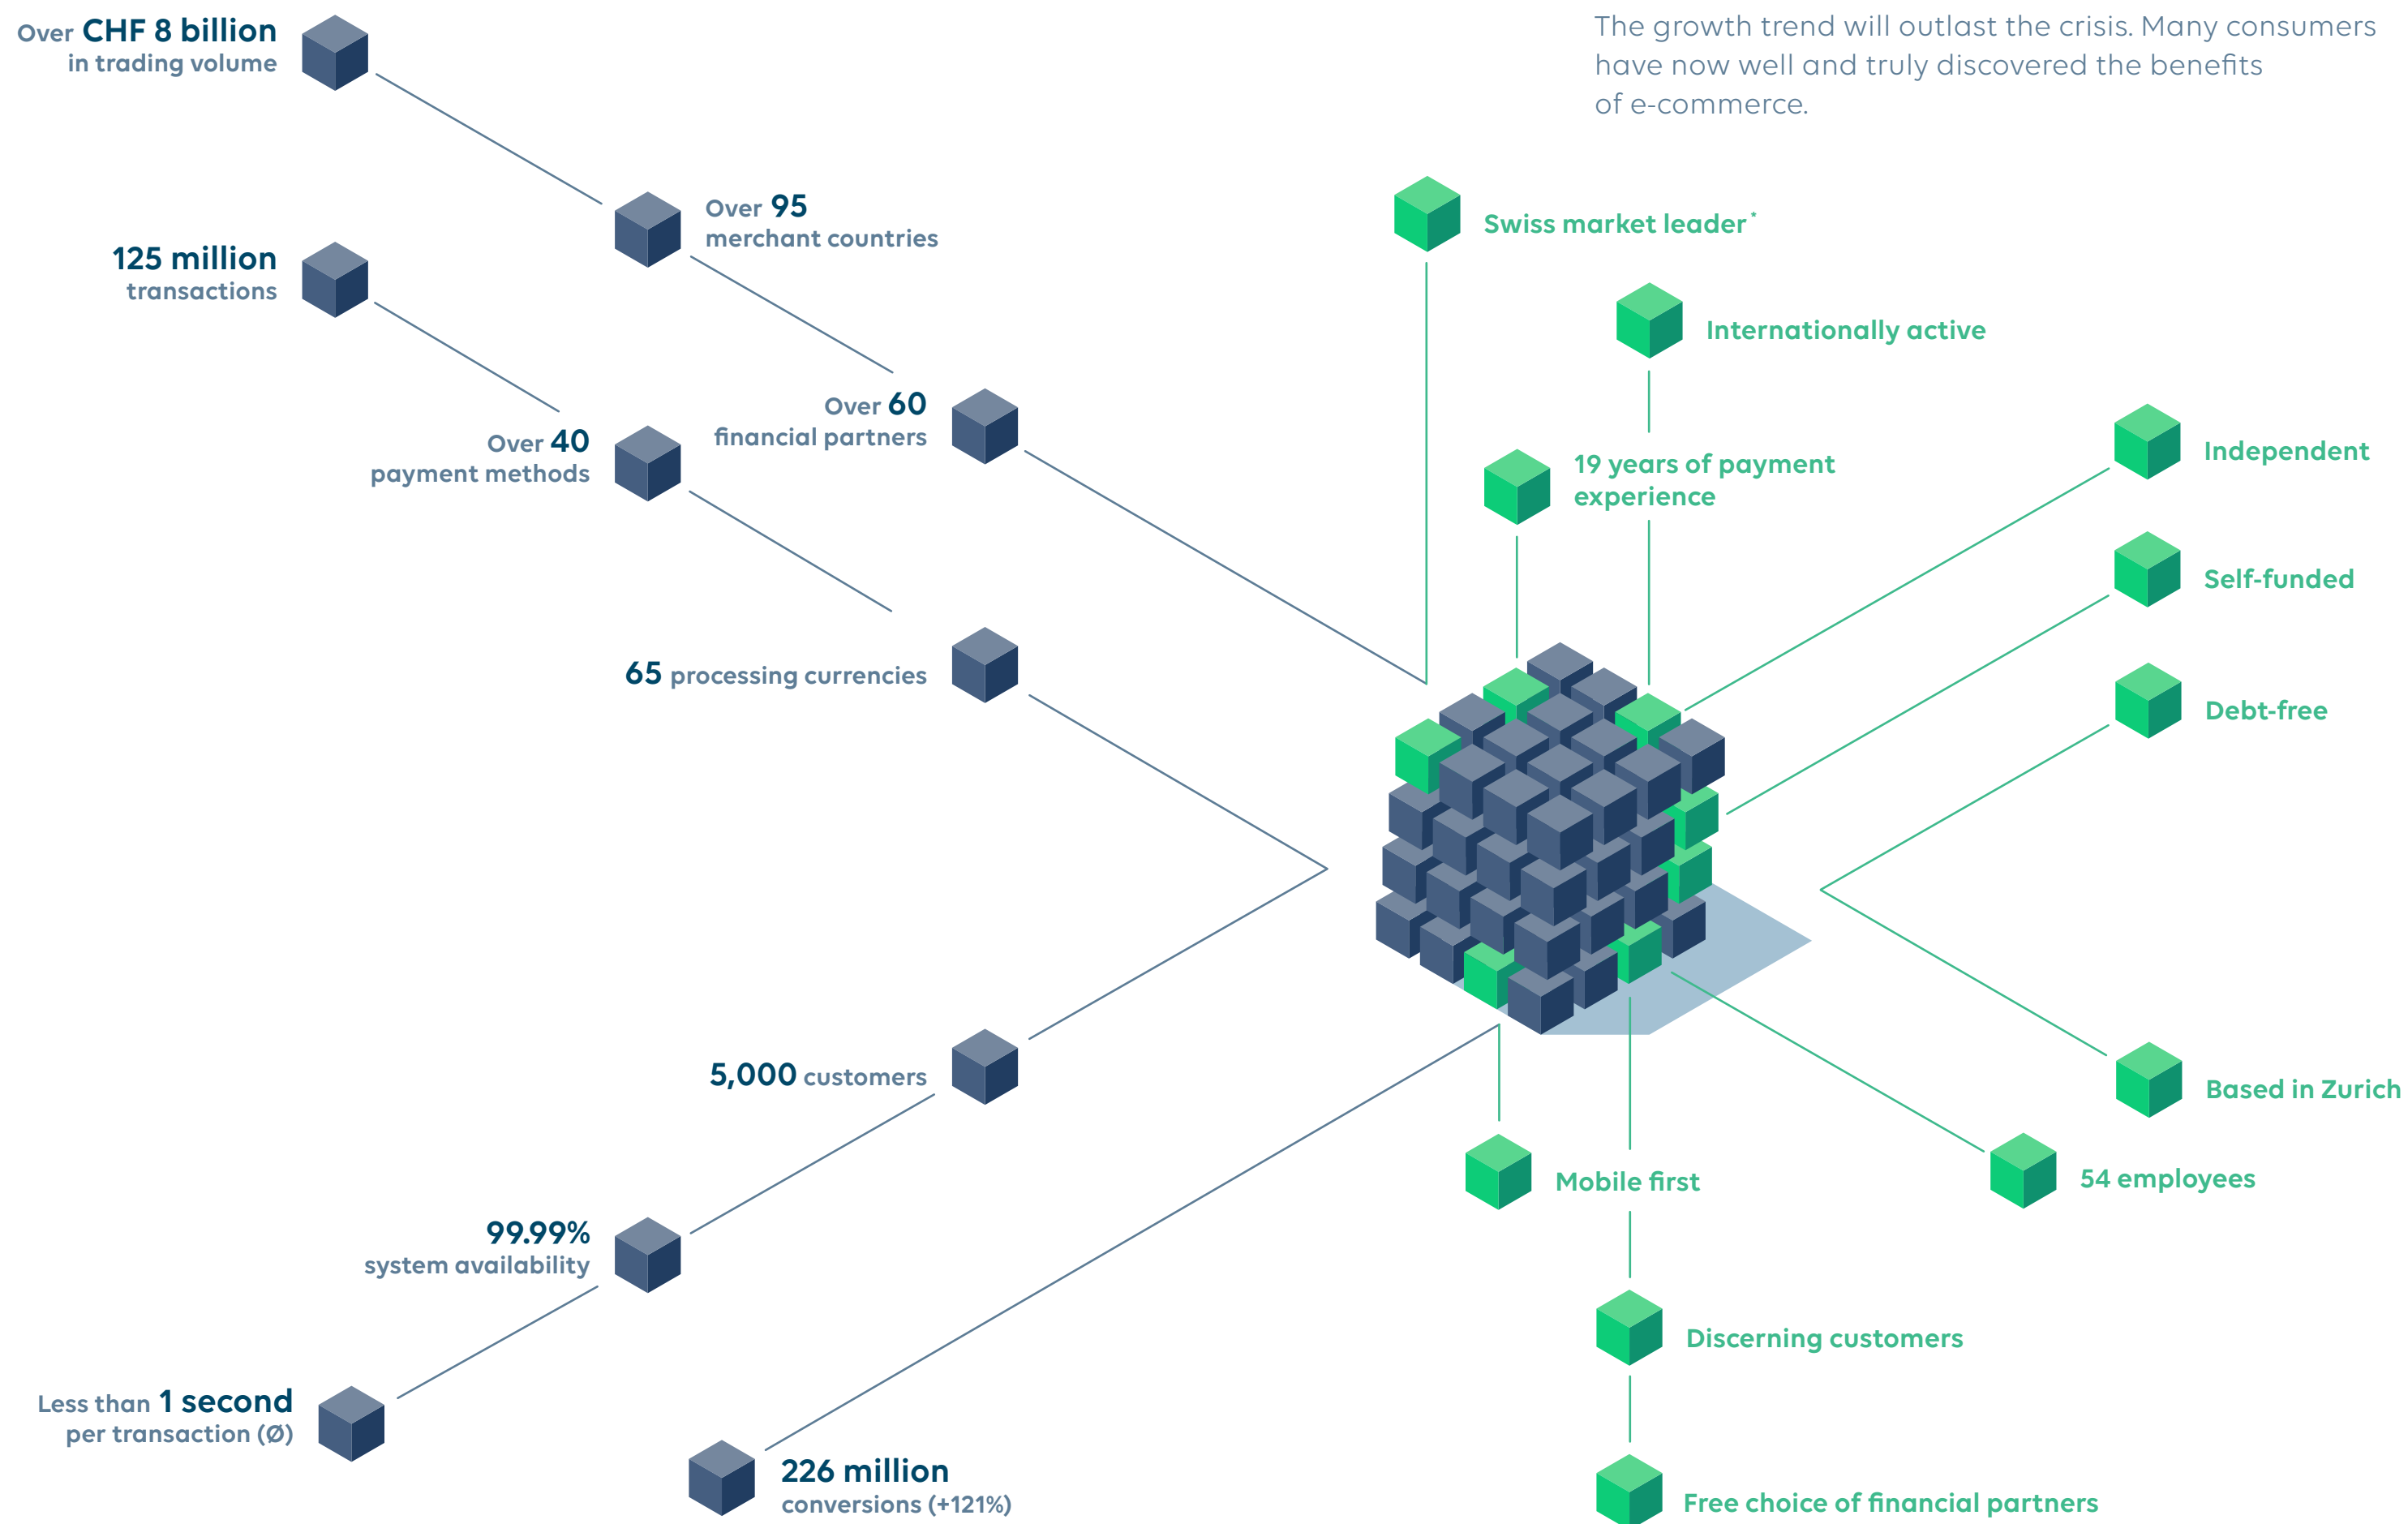 The growth trend will outlast the crisis. Many consumers
have now well and truly discovered the benefits
of e-commerce.
Over CHF 8 billion
in trading volume
Over 95
merchant countries
125 million
transactions
Over 60
financial partners
Over 40
payment methods
65 processing currencies
5,000 customers
99.99%
system availability
Less than 1 second
per transaction (Ø)
226 million
conversions (+121%)
Swiss market leader*
Internationally active
19 years of payment
experience
Independent
Self-funded
Debt-free
Based in Zurich
54 employees
Mobile first
Discerning customers
Free choice of financial partners